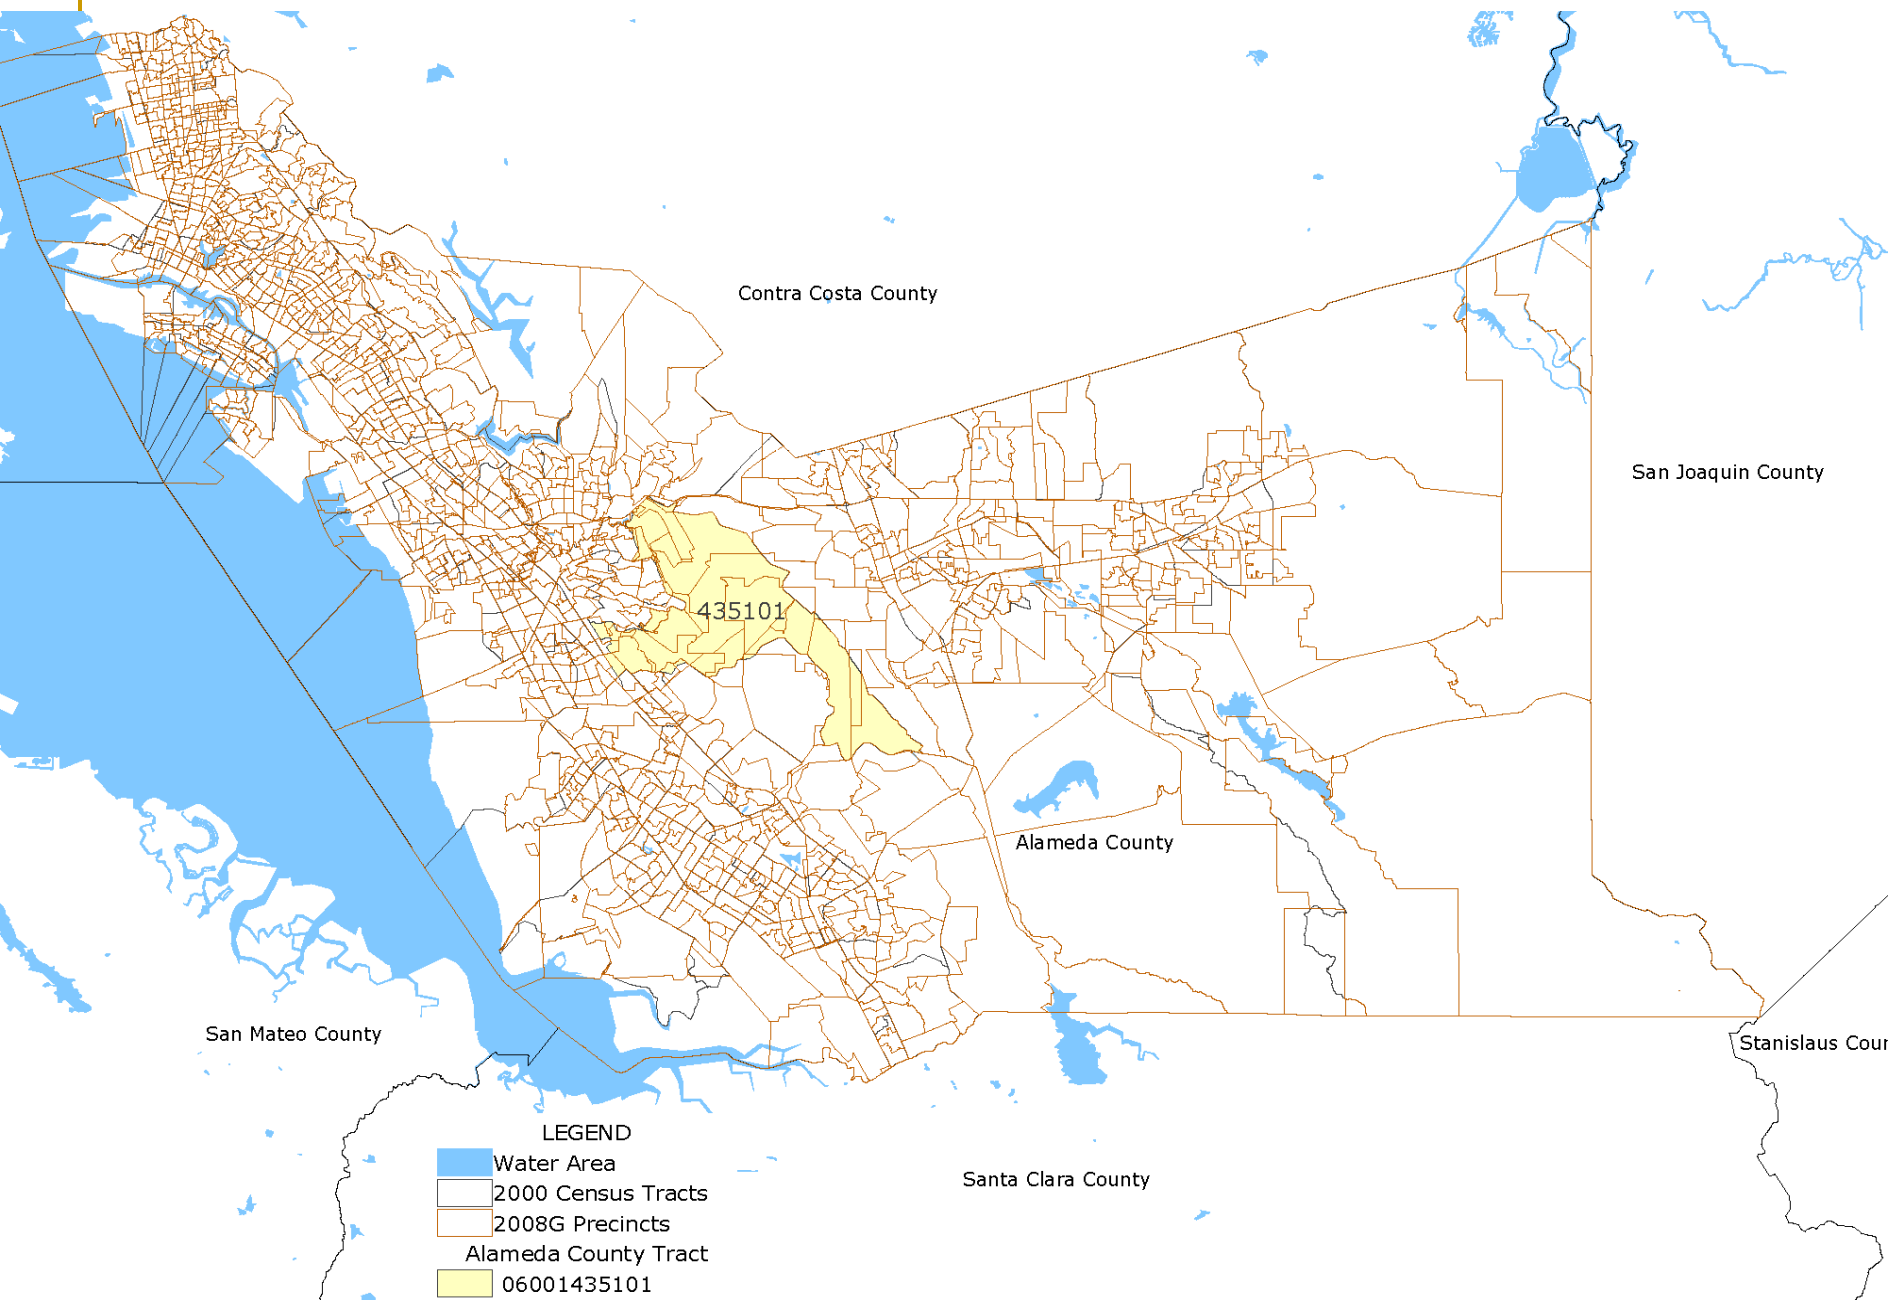 Contra Costa County
San Joaquin County
435101
Alameda County
San Mateo County
Stanislaus Cour
LEGEND
Water Area
2000 Census Tracts
2008G Precincts
Alameda County Tract
06001435101
Santa Clara County